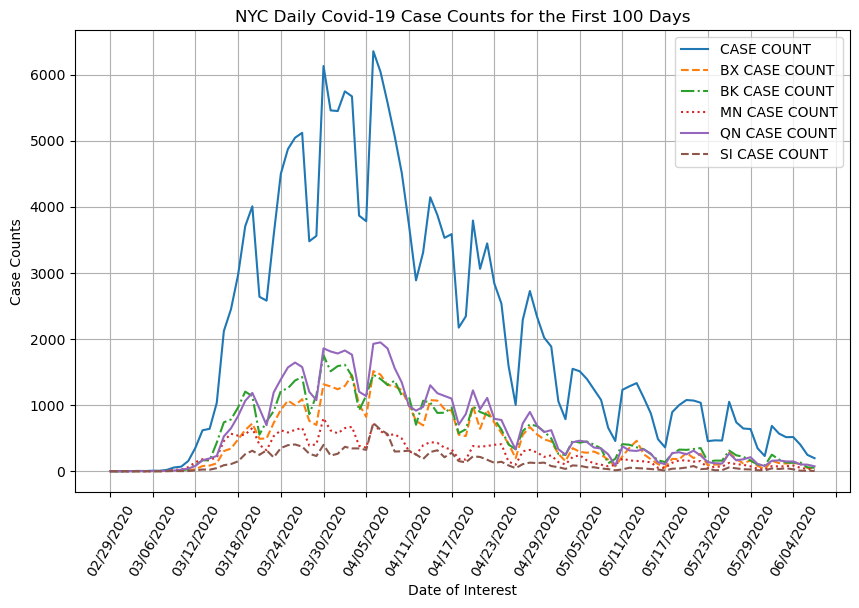 NYC Daily Covid-19 Case Counts for the First 100 Days
CASE COUNT
BX CASE COUNT
BK CASE COUNT
MN CASE COUNT
QN CASE COUNT
SI CASE COUNT
Case Counts
6000
5000
4000
3000
2000
1000
0
02/29/2020
03/06/2020
03/12/2020
03/18/2020
03/24/2020
03/30/2020
04/05/2020
04/11/2020
04/17/2020
04/23/2020
04/29/2020
05/05/2020
05/11/2020
05/17/2020
05/23/2020
05/29/2020
06/04/2020
Date of Interest